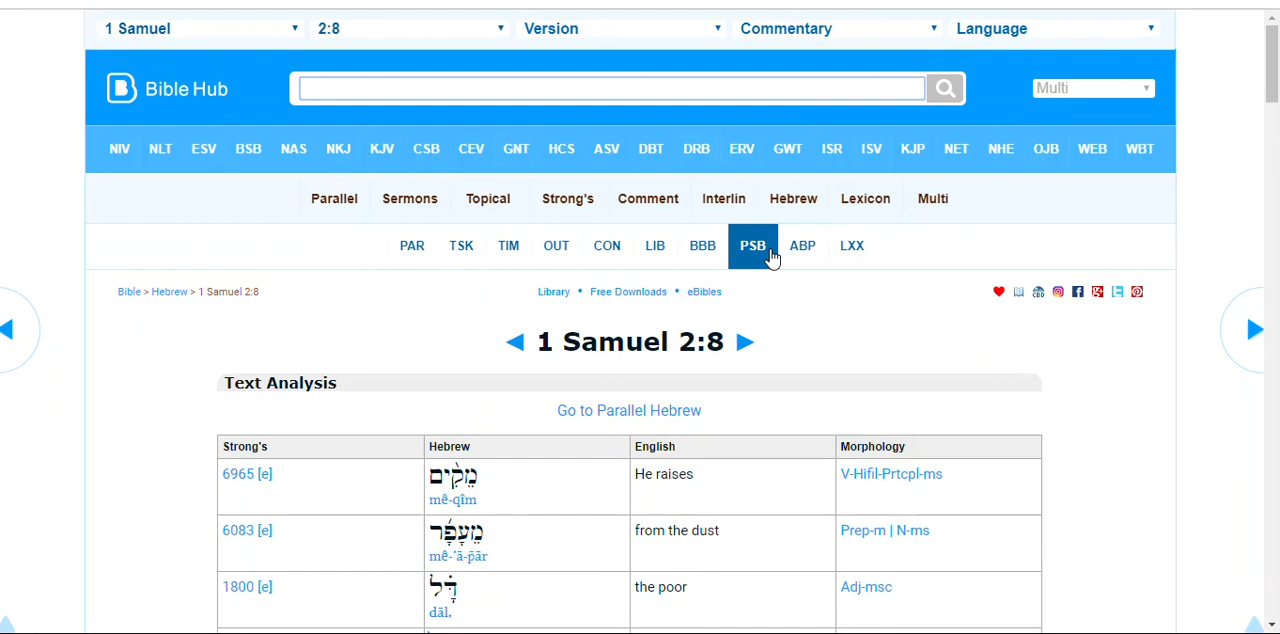 1 Samuel 2:8 Version Commentary Language
Bible Hub Multi
NIV NLT ESV BSB NAS NKJ KJV CSB CEV GNT HCS ASV DBT DRB ERV GWT ISR ISV KJP NET NHE OJB WEB WBT
Parallel Sermons Topical Strong's Comment Interlin Hebrew Lexicon Multi
PAR TSK TIM OUT CON LIB BBB PSB ABP LXX
Bible > Hebrew > 1 Samuel 2:8 Library • Free Downloads • eBibles
◄ 1 Samuel 2:8 ►
Text Analysis
Go to Parallel Hebrew
Strong's Hebrew English Morphology
6965 [e] מֵקִ֨ים He raises V-Hifil-Prtcpl-ms
mê-qîm
6083 [e] מֵעָפָ֜ר from the dust Prep-m | N-ms
mê-‘ā-p̄ār
1800 [e] דָּ֗ל the poor Adj-msc
dāl,